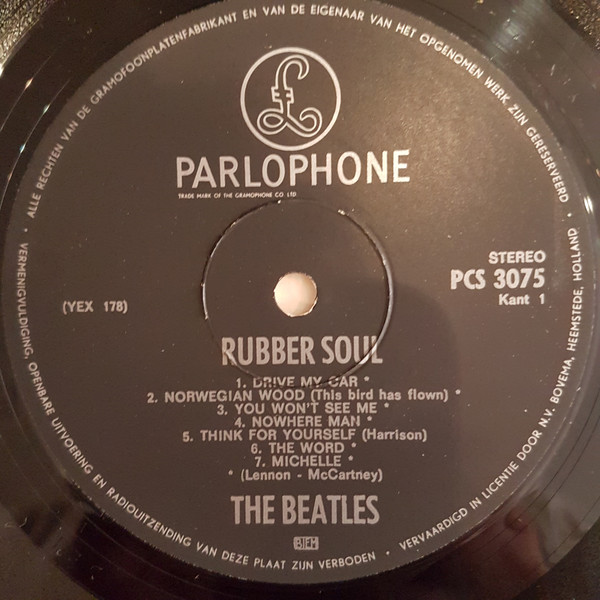 • ALLE RECHTEN VAN DE GRAMOFOONPLATENFABRIKANT EN VAN DE EIGENAAR VAN HET OPGENOMEN WERK ZIJN GERESERVEERD •
£
PARLOPHONE
TRADE MARK OF THE GRAMOPHONE CO LTD
STEREO
PCS 3075
Kant 1
(YEX 178)
RUBBER SOUL
1. DRIVE MY CAR *
2. NORWEGIAN WOOD (This bird has flown) *
3. YOU WON'T SEE ME *
4. NOWHERE MAN *
5. THINK FOR YOURSELF (Harrison)
6. THE WORD *
7. MICHELLE *
* (Lennon - McCartney)
THE BEATLES
BIEM
VERMENIGVULDIGING, OPENBARE UITVOERING EN RADIOUITZENDING VAN DEZE PLAAT ZIJN VERBODEN •
VERVAARDIGD IN LICENTIE DOOR N.V. BOVEMA, HEEMSTEDE, HOLLAND •